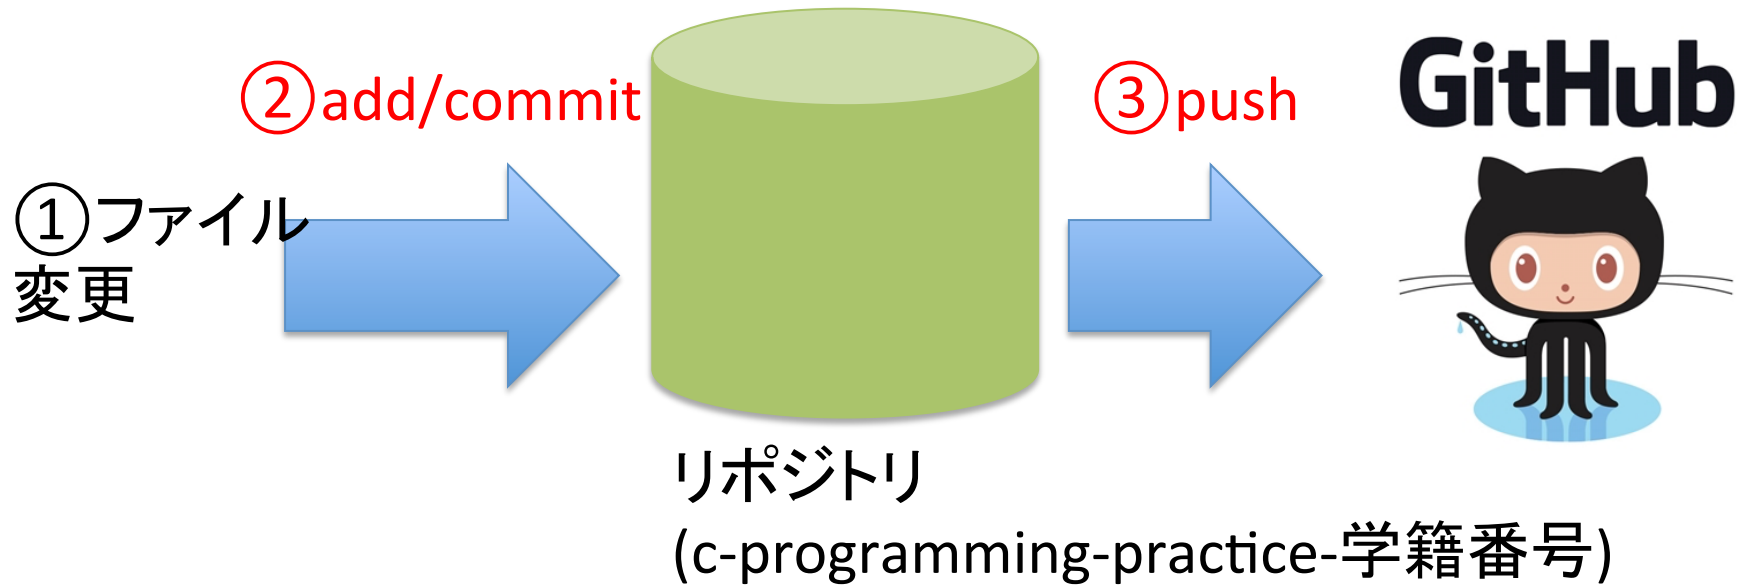 ①ファイル
変更
②add/commit
リポジトリ
(c-programming-practice-学籍番号)
③push
GitHub